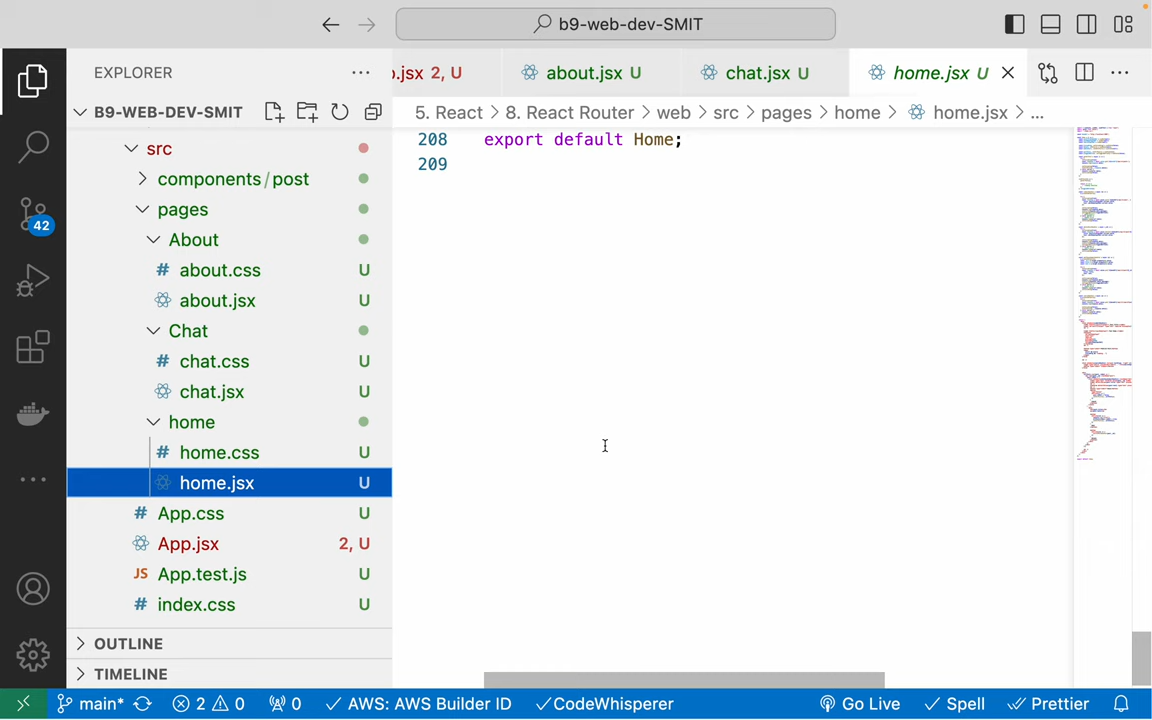 b9-web-dev-SMIT
EXPLORER
B9-WEB-DEV-SMIT
src
components/post
pages
About
about.css U
about.jsx U
Chat
chat.css U
chat.jsx U
home
home.css U
home.jsx U
App.css U
JS App.test.js U
App.jsx 2, U
index.css U
OUTLINE
TIMELINE
42
.jsx 2, U
about.jsx U
chat.jsx U
home.jsx U
5. React > 8. React Router > web > src > pages > home > home.jsx > ...
208 export default Home;
209
main* 2 0 0 AWS: AWS Builder ID CodeWhisperer Go Live Spell Prettier